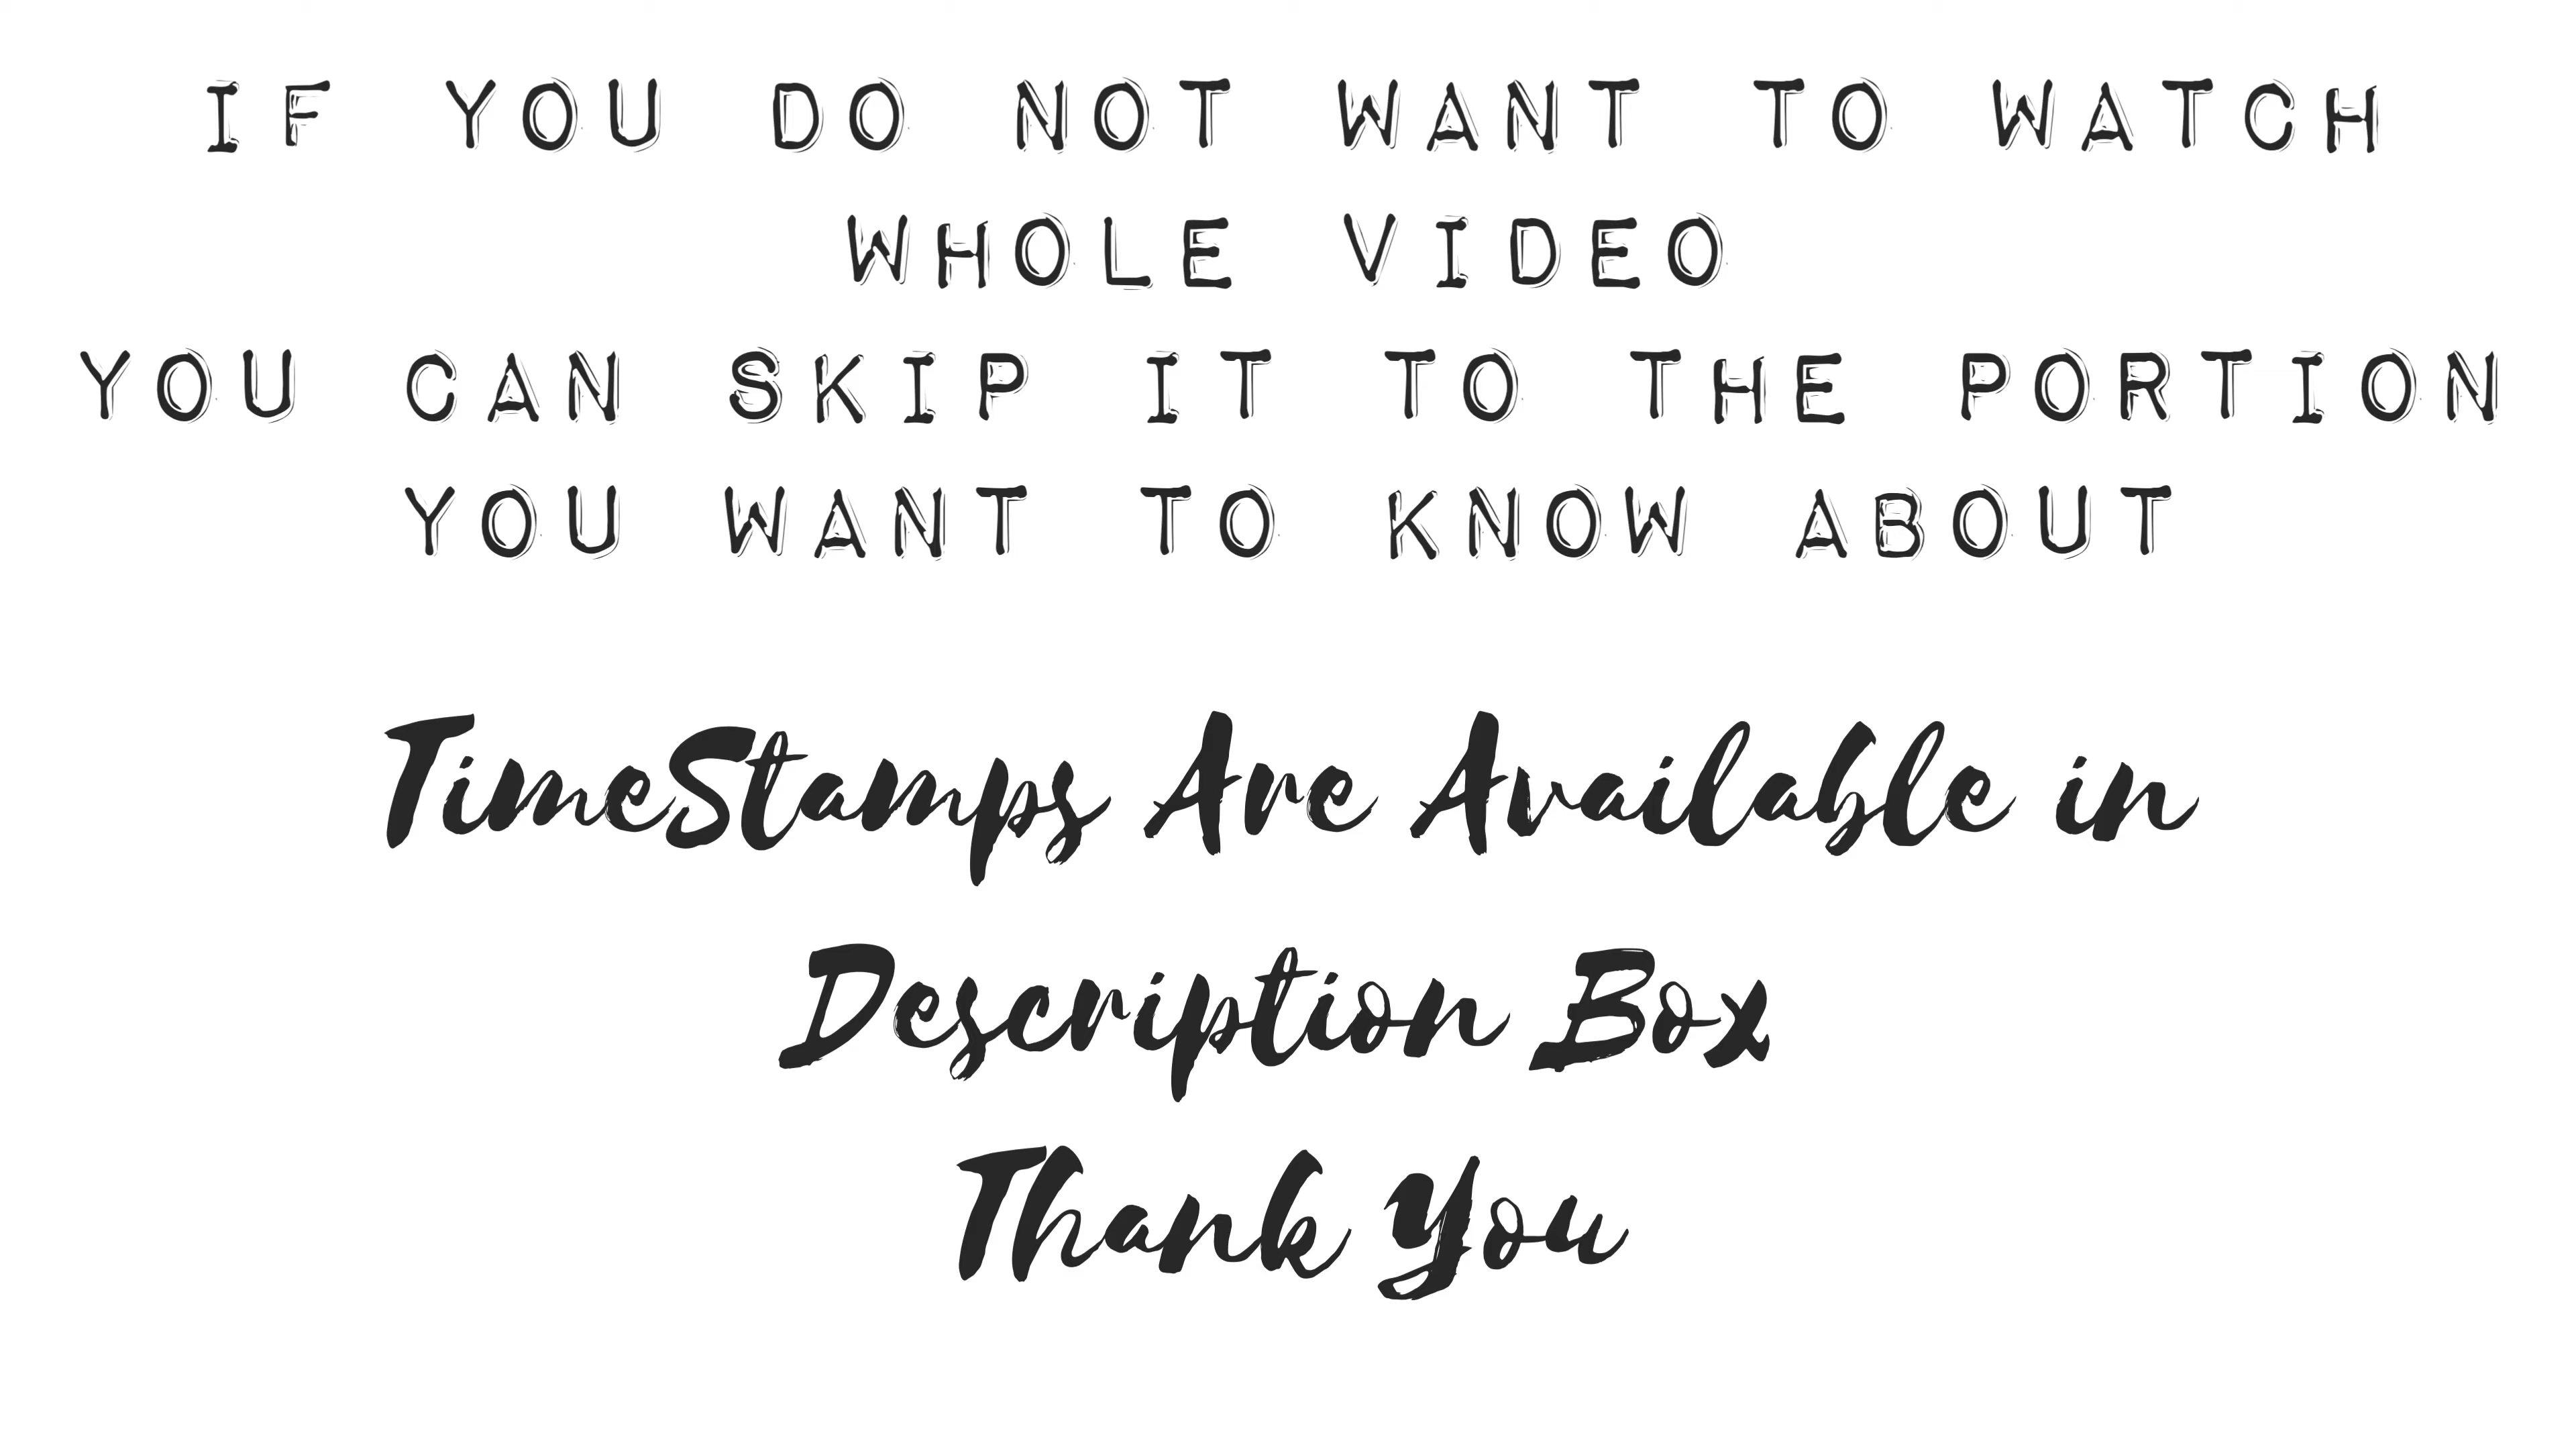 IF YOU DO NOT WANT TO WATCH
WHOLE VIDEO
YOU CAN SKIP IT TO THE PORTION
YOU WANT TO KNOW ABOUT
TimeStamps Are Available in
Description Box
Thank You